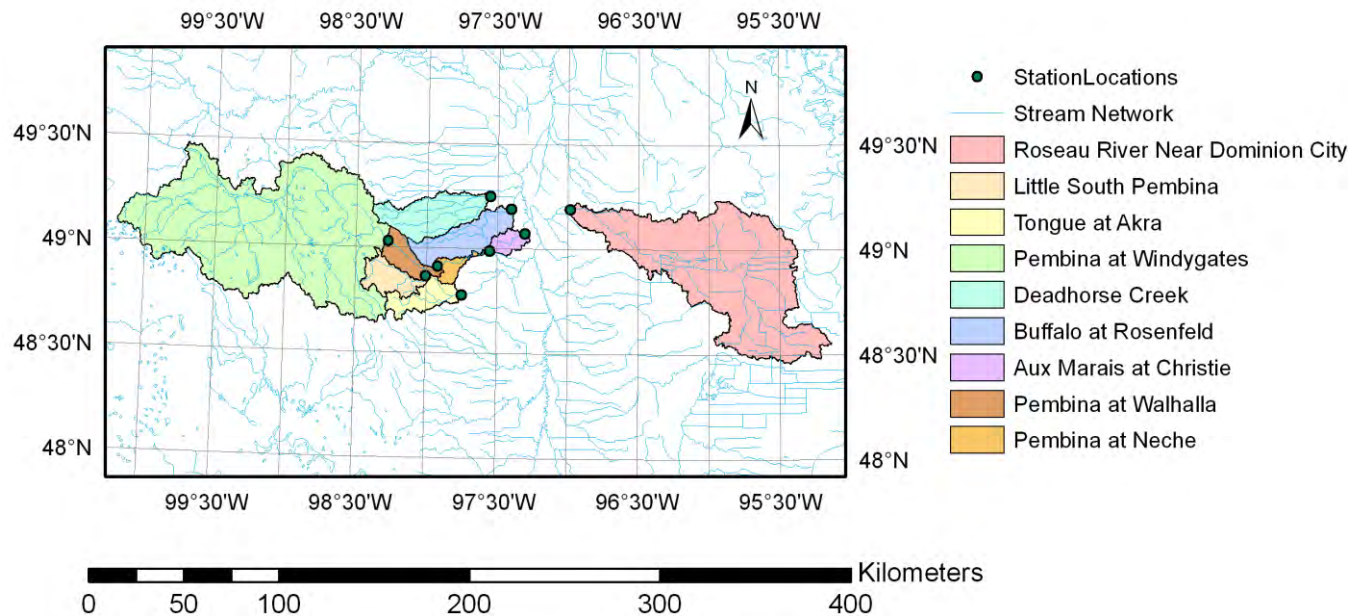 99°30'W 98°30'W 97°30'W 96°30'W 95°30'W
N
49°30'N 49°30'N
49°N 49°N
48°30'N 48°30'N
48°N 48°N
99°30'W 98°30'W 97°30'W 96°30'W 95°30'W
StationLocations
Stream Network
Roseau River Near Dominion City
Little South Pembina
Tongue at Akra
Pembina at Windygates
Deadhorse Creek
Buffalo at Rosenfeld
Aux Marais at Christie
Pembina at Walhalla
Pembina at Neche
Kilometers
0 50 100 200 300 400